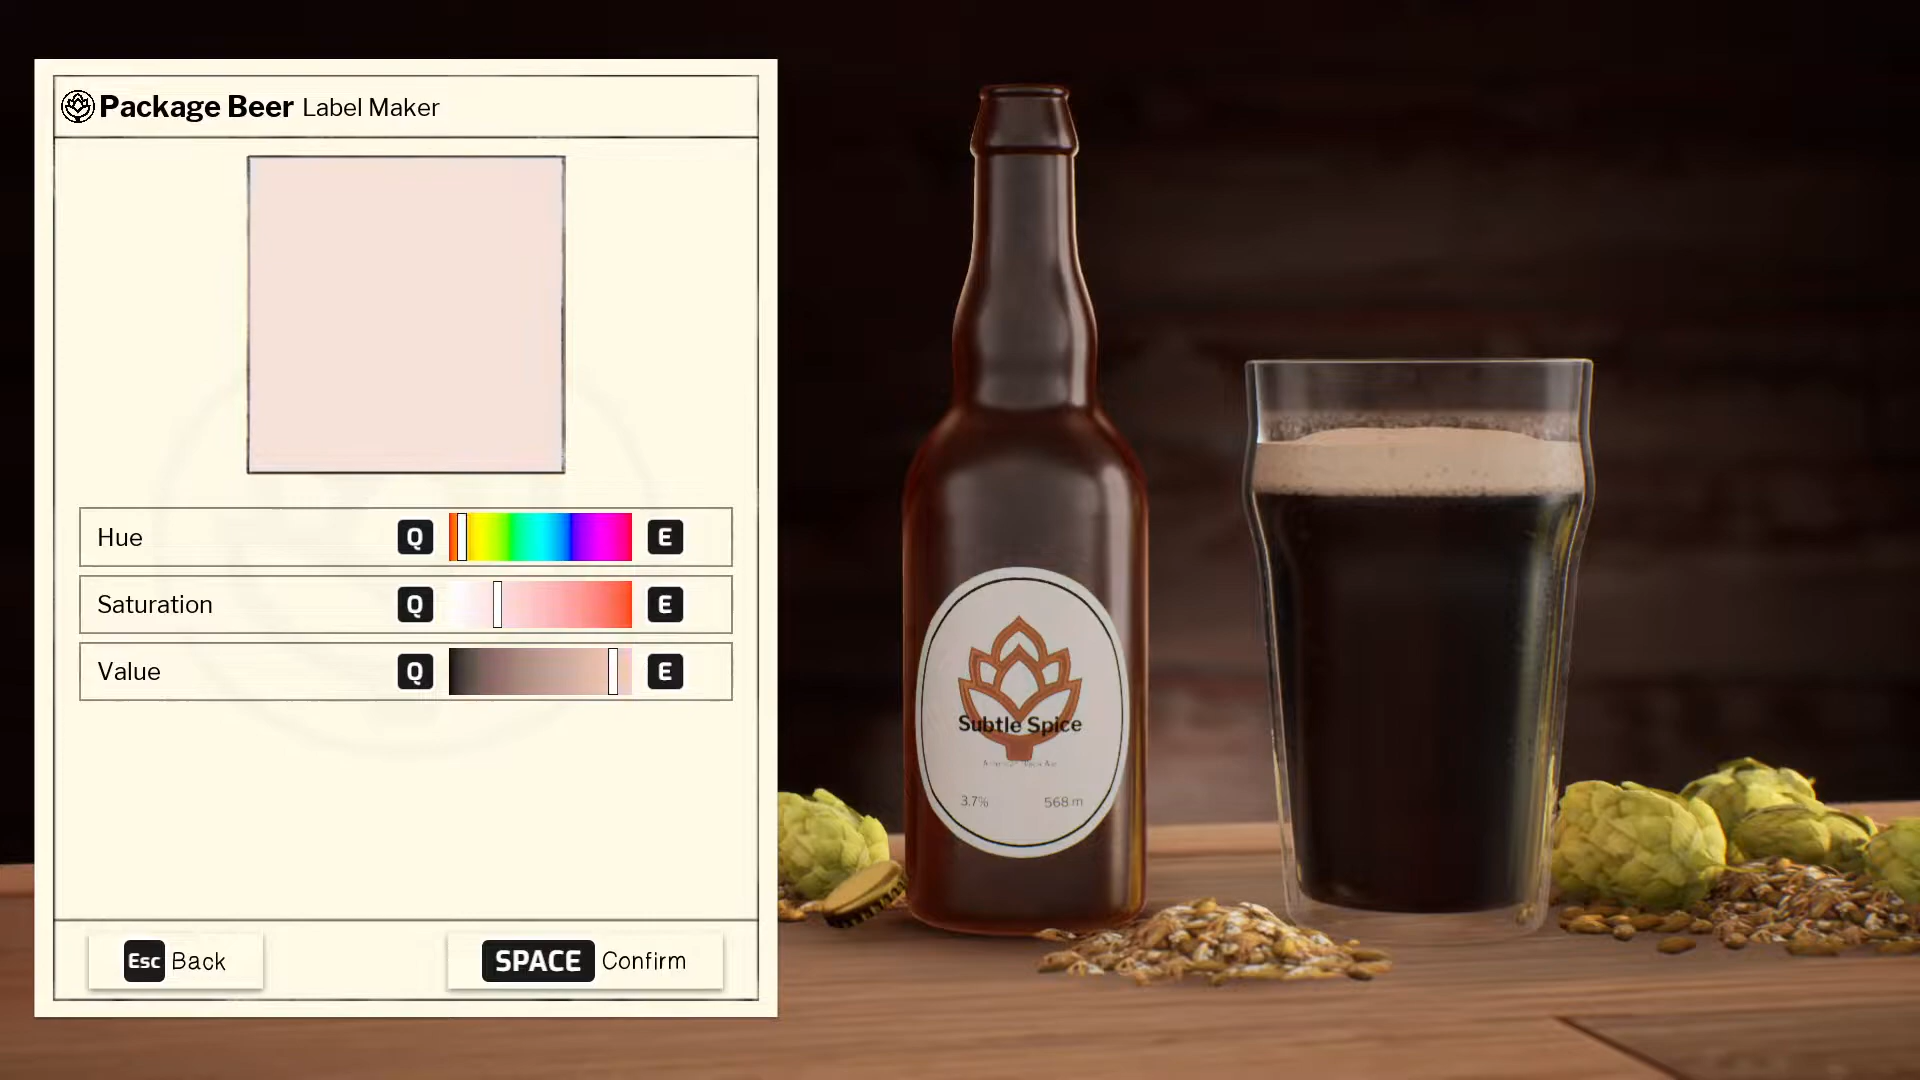 Package Beer Label Maker
Hue Q E
Saturation Q E
Value Q E
Esc Back
SPACE Confirm
Subtle Spice
3.7% 568